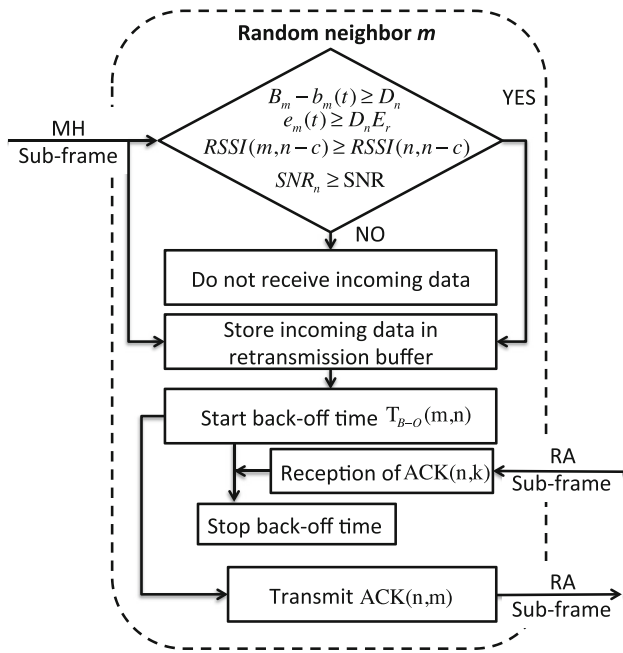 Random neighbor m
B_m − b_m(t) ≥ D_n
e_m(t) ≥ D_n E_r
RSSI(m,n−c) ≥ RSSI(n,n−c)
SNR_n ≥ SNR
YES
MH
Sub-frame
NO
Do not receive incoming data
Store incoming data in
retransmission buffer
Start back-off time T_{B−O}(m,n)
Reception of ACK(n,k)
RA
Sub-frame
Stop back-off time
Transmit ACK(n,m)
RA
Sub-frame